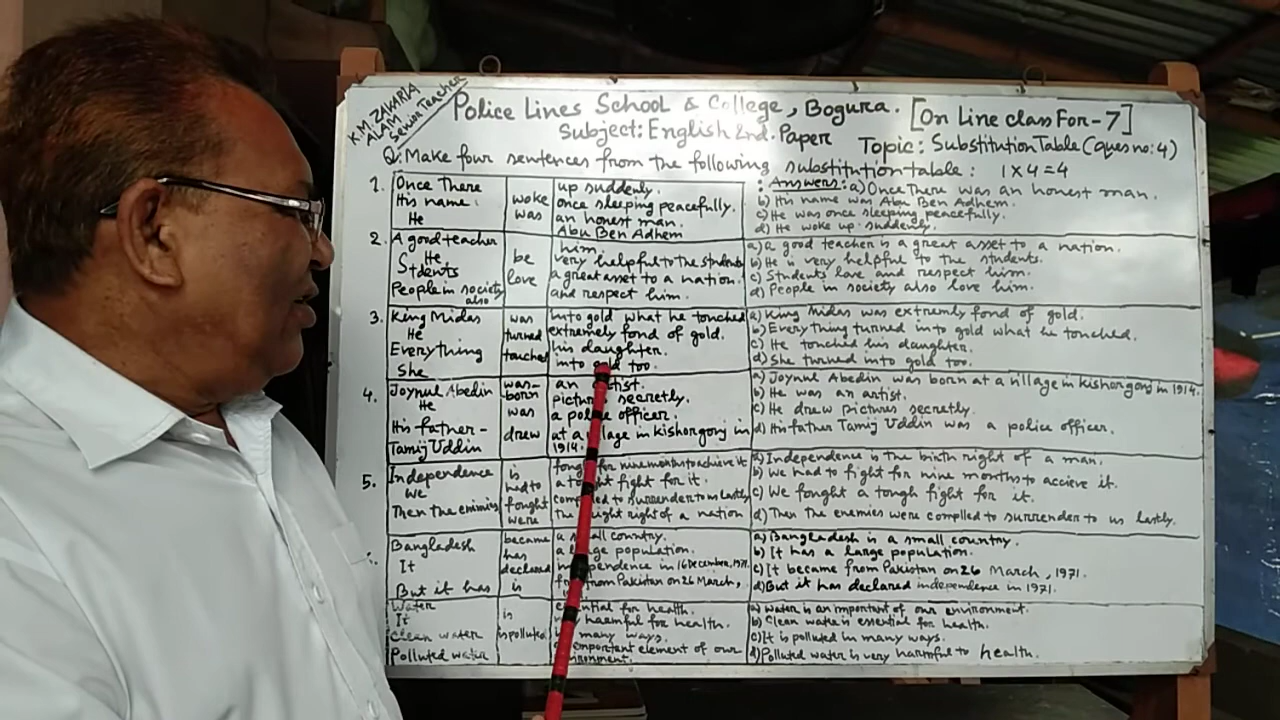 K.M. ZAKARIA
ALAM
Senior Teacher
Police Lines School & College, Bogura. [On Line class For-7]
Subject: English 2nd. Paper Topic: Substitution Table (ques no: 4)
Q: Make four sentences from the following substitution table: 1×4=4
1. Once There
His name
He
woke
was
up suddenly.
once sleeping peacefully.
an honest man.
Abu Ben Adhem
: Answers: a) Once There was an honest man.
b) His name was Abu Ben Adhem.
c) He was once sleeping peacefully.
d) He woke up suddenly.
2. A good teacher
He
Stdents
People in society
also
be
love
him.
very helpful to the students
a great asset to a nation.
and respect him.
a) a good teacher is a great asset to a nation.
b) He is very helpful to the students.
c) Students love and respect him.
d) People in society also love him.
3. King Midas
He
Everything
She
was
turned
touched
into gold what he touched
extremely fond of gold.
his daughter.
into gold too.
a) King Midas was extremly fond of gold.
b) Everything turned into gold what he touched.
c) He touched his daughter.
d) She turned into gold too.
4. Joynul Abedin
He
His father -
Tamij Uddin
was-
born
was
drew
an artist.
pictures secretly.
a police officer.
at a village in Kishorgonj in
1914.
a) Joynul Abedin was born at a village in kishorgonj in 1914.
b) He was an artist.
c) He drew pictures secretly.
d) His father Tamij Uddin was a police officer.
5. Independence
We
Then the enimies
is
had to
fought
were
for nine months to achieve it
a fight for it.
to surrender to us lastly
the right of a nation
a) Independence is the birth right of a man.
b) We had to fight for nine months to accieve it.
c) We fought a tough fight for it.
d) Then the enemies were complled to surrender to us lastly.
Bangladesh
It
But it has
became
has
declared
is
a small country.
a large population.
independence in 16 December, 1971.
from Pakistan on 26 March,
a) Bangladesh is a small country.
b) It has a large population.
c) It became from Pakistan on 26 March, 1971.
d) But it has declared independence in 1971.
Water
It
Clean water
Polluted water
is
is polluted
essential for health.
harmful for health.
in many ways.
important element of our
environment.
a) water is an important of our environment.
b) Clean water is essential for health.
c) It is polluted in many ways.
d) Polluted water is very harmful to health.